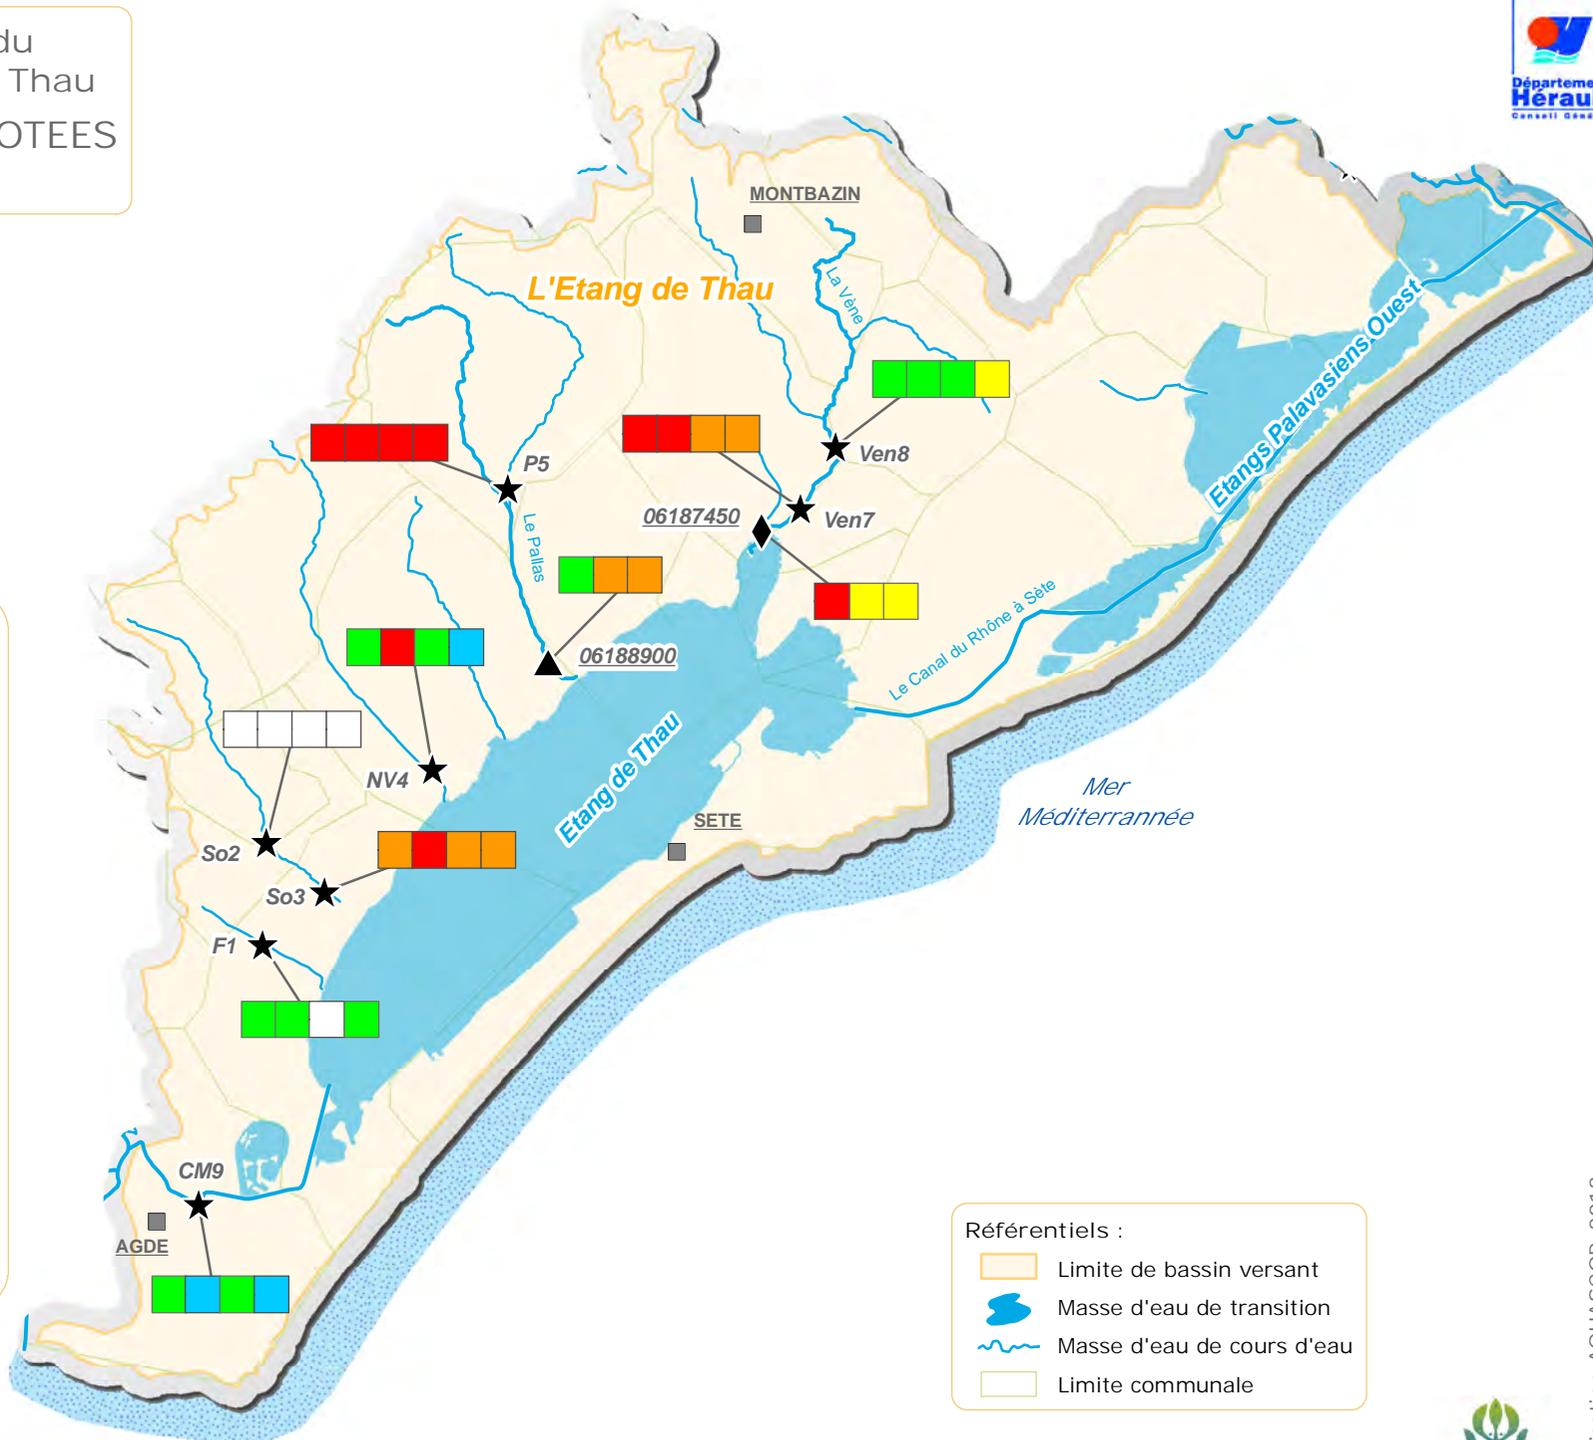 du
Thau
OTEES
Départeme
Hérau
Conseil Géné
MONTBAZIN
L'Etang de Thau
La Vène
Etangs Palavasiens Ouest
P5
Ven8
06187450
Ven7
Le Pallas
Le Canal du Rhône à Sète
06188900
Etang de Thau
NV4
Mer
Méditerrannée
SETE
So2
So3
F1
CM9
AGDE
Référentiels :
Limite de bassin versant
Masse d'eau de transition
Masse d'eau de cours d'eau
Limite communale